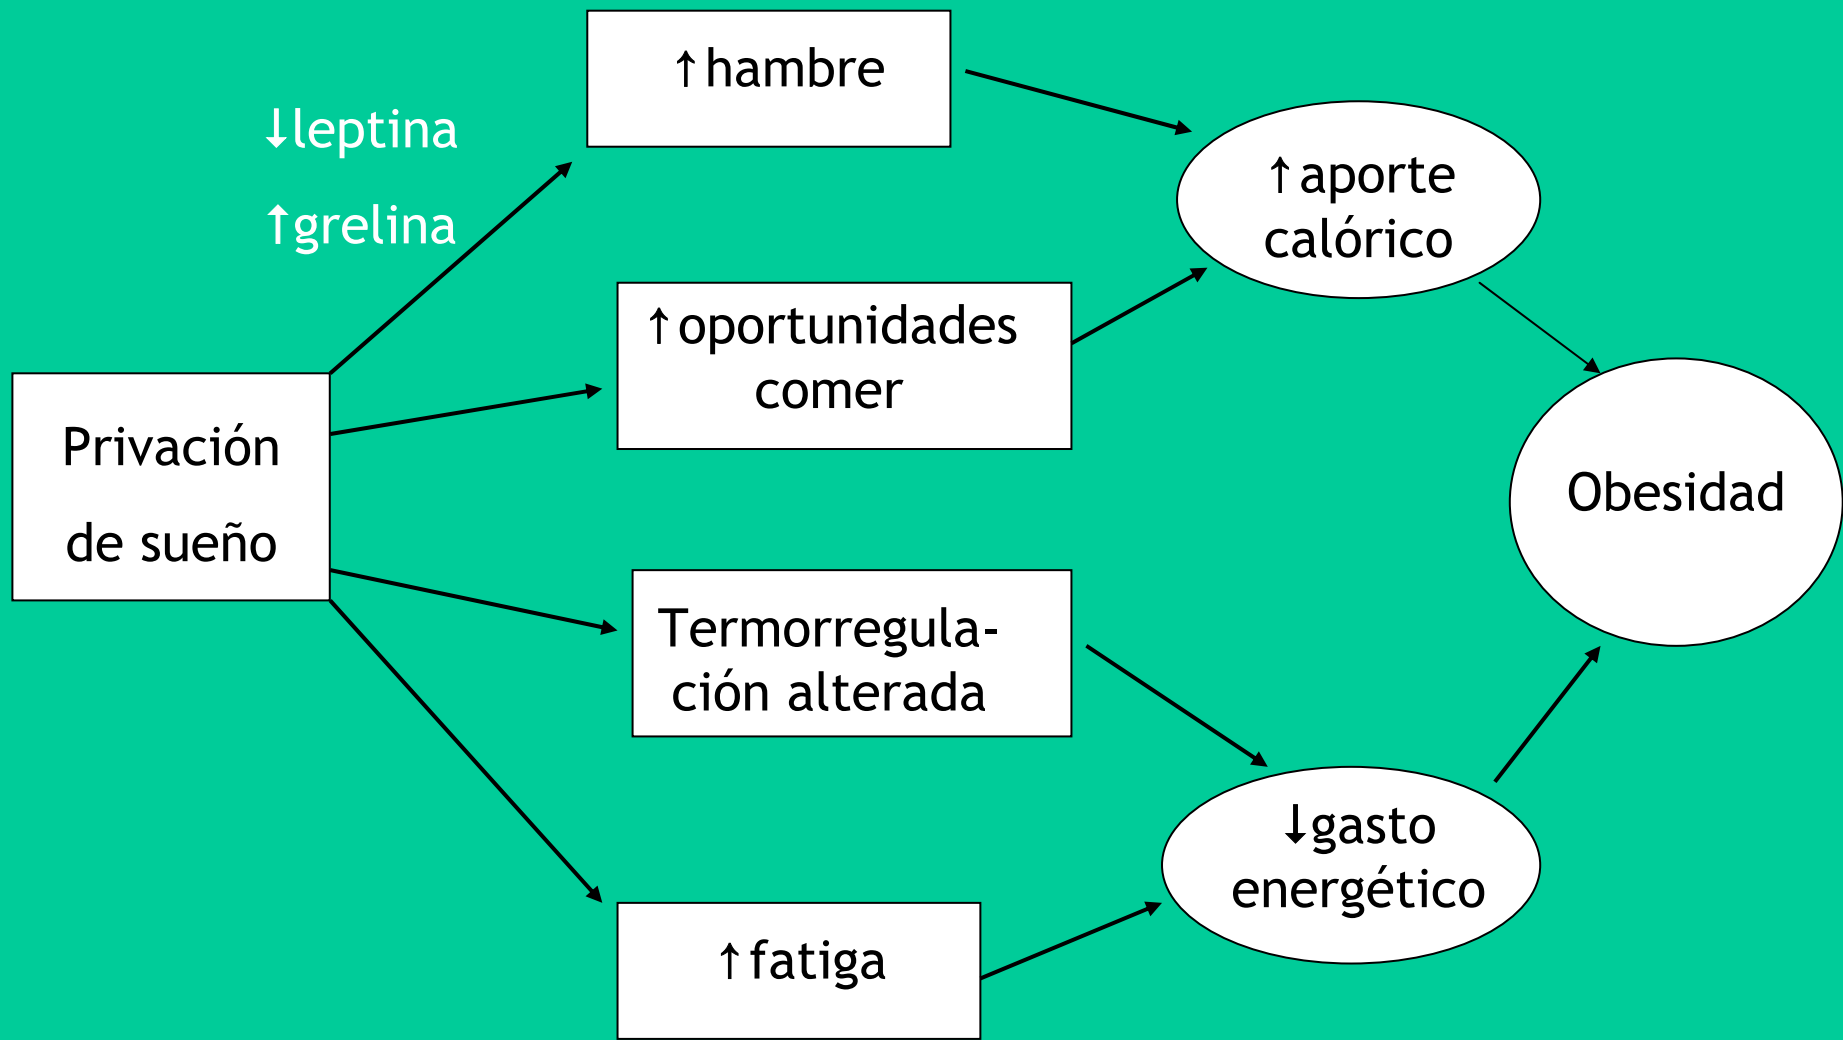 ↑hambre
↓leptina
↑grelina
↑aporte
calórico
↑oportunidades
comer
Privación
de sueño
Obesidad
Termorregula-
ción alterada
↓gasto
energético
↑fatiga